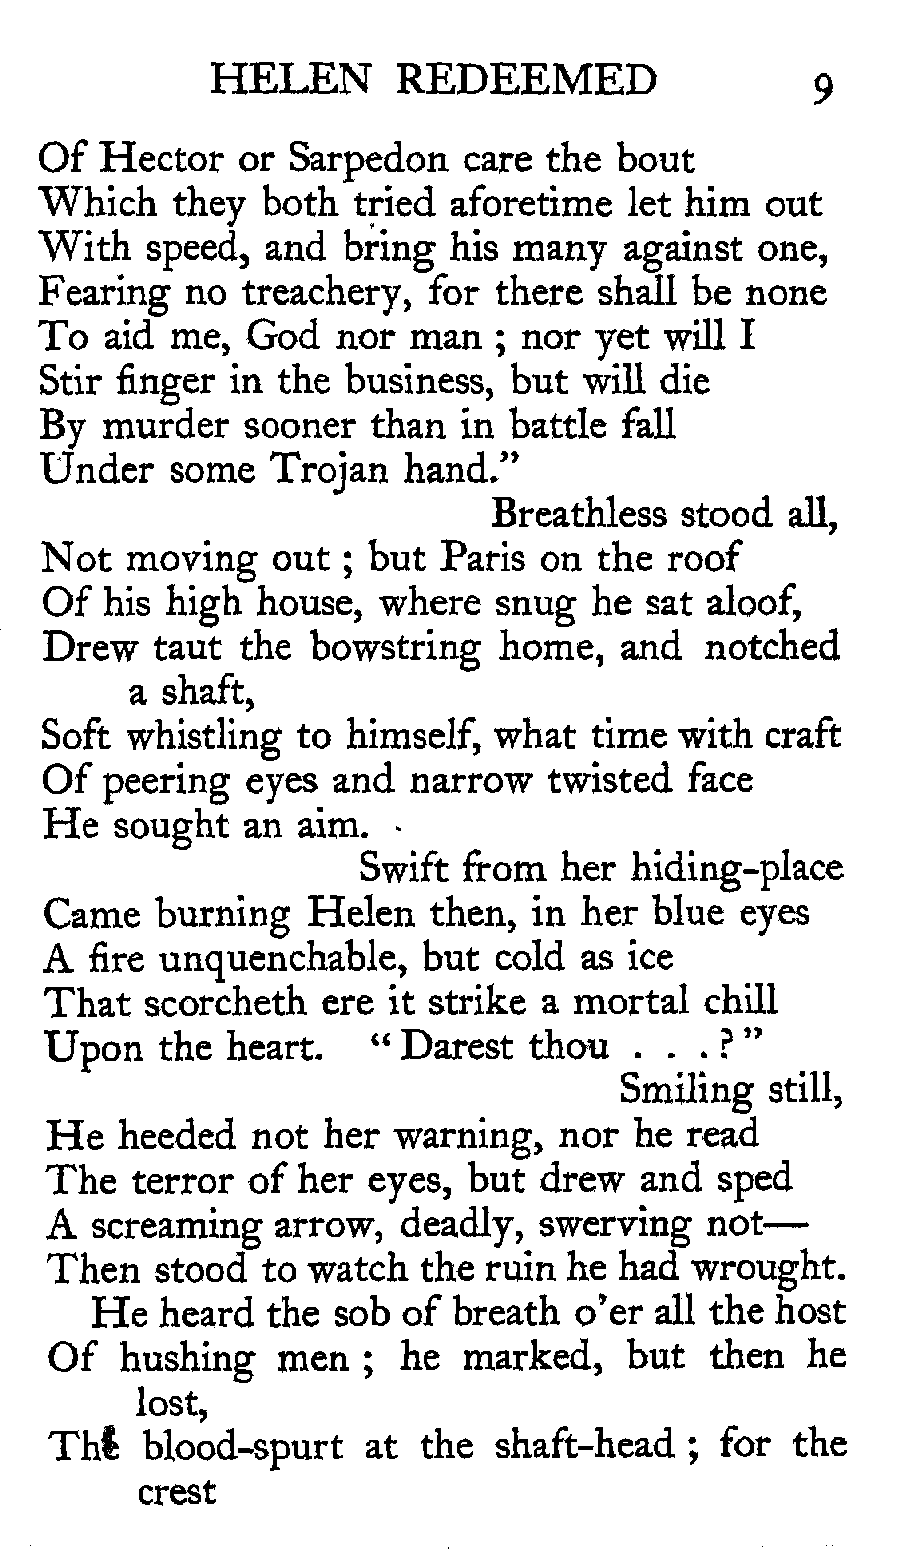 HELEN REDEEMED 9
Of Hector or Sarpedon care the bout
Which they both tried aforetime let him out
With speed, and bring his many against one,
Fearing no treachery, for there shall be none
To aid me, God nor man ; nor yet will I
Stir finger in the business, but will die
By murder sooner than in battle fall
Under some Trojan hand.”
Breathless stood all,
Not moving out ; but Paris on the roof
Of his high house, where snug he sat aloof,
Drew taut the bowstring home, and notched
a shaft,
Soft whistling to himself, what time with craft
Of peering eyes and narrow twisted face
He sought an aim.
Swift from her hiding-place
Came burning Helen then, in her blue eyes
A fire unquenchable, but cold as ice
That scorcheth ere it strike a mortal chill
Upon the heart. “ Darest thou . . . ? ”
Smiling still,
He heeded not her warning, nor he read
The terror of her eyes, but drew and sped
A screaming arrow, deadly, swerving not—
Then stood to watch the ruin he had wrought.
He heard the sob of breath o’er all the host
Of hushing men ; he marked, but then he
lost,
The blood-spurt at the shaft-head ; for the
crest